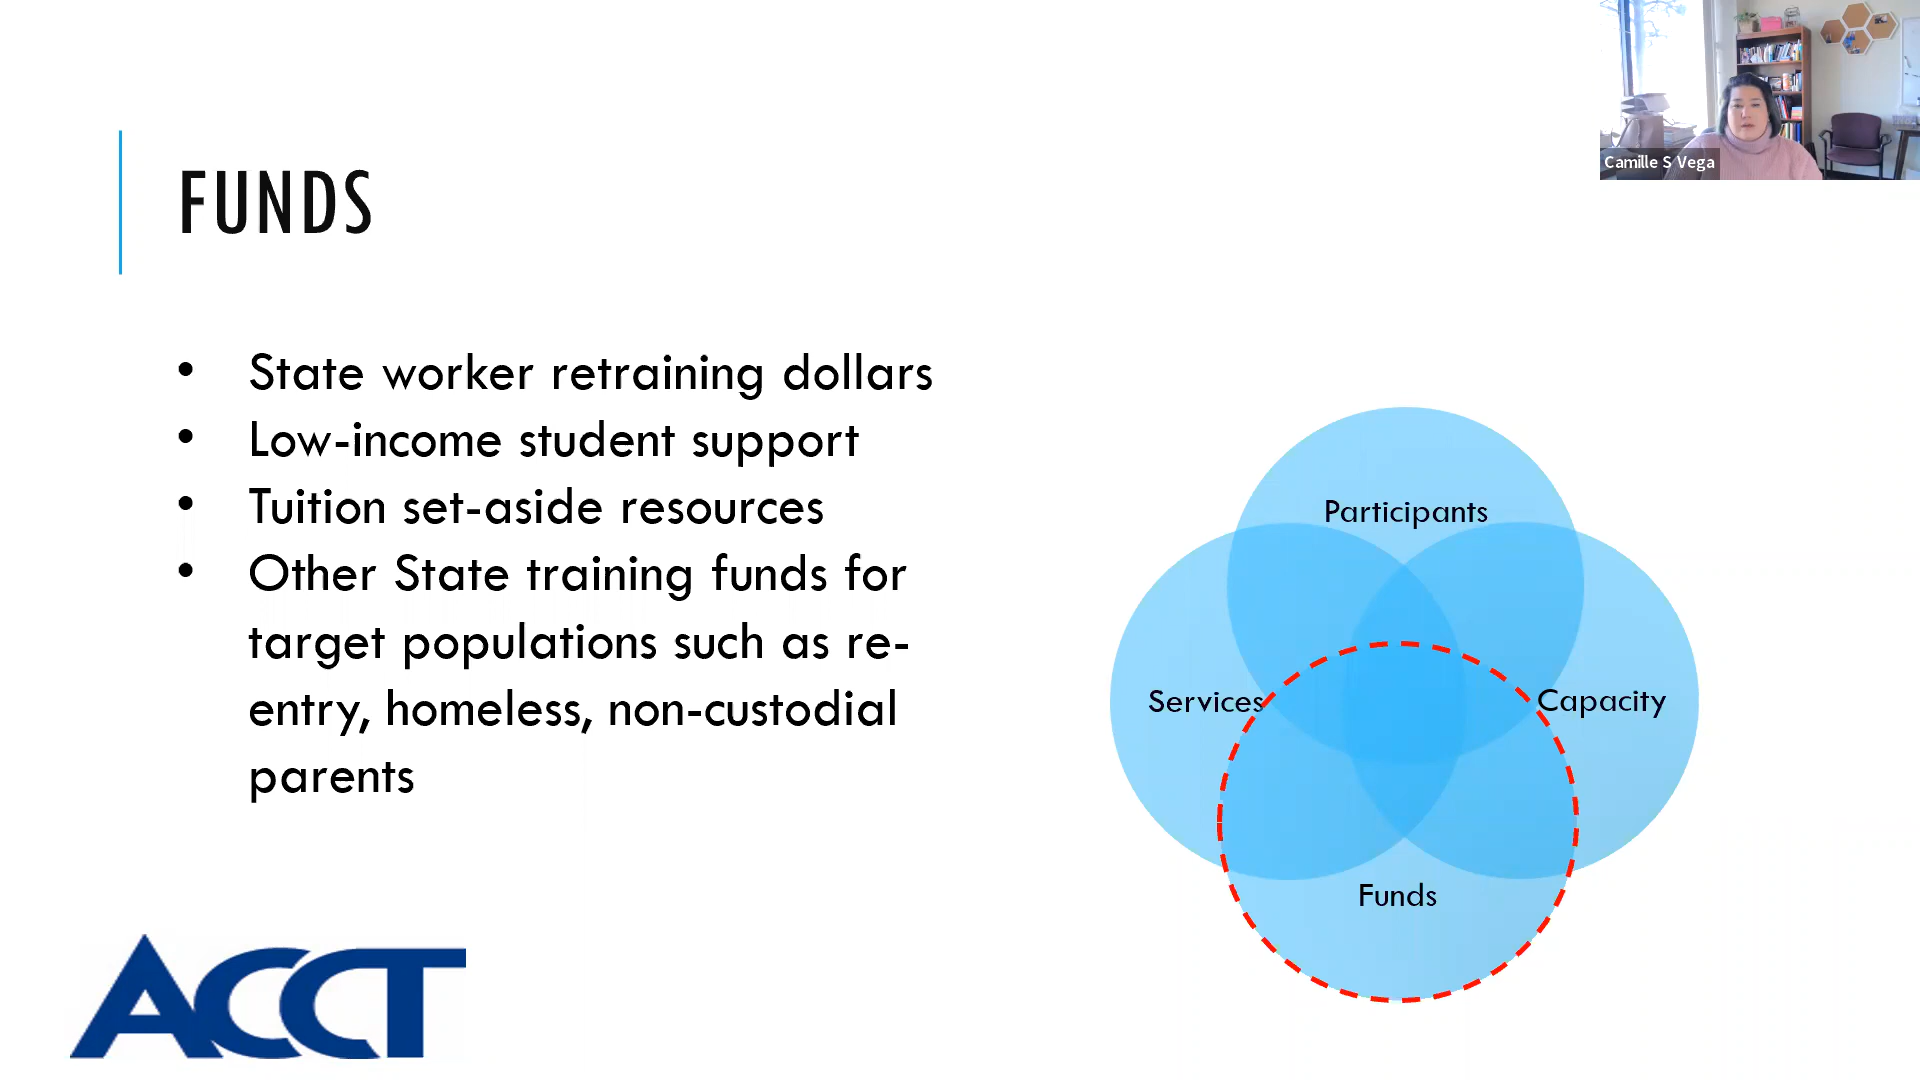 Camille S Vega
FUNDS
• State worker retraining dollars
• Low-income student support
• Tuition set-aside resources
• Other State training funds for
target populations such as re-
entry, homeless, non-custodial
parents
Participants
Services
Capacity
Funds
ACCT